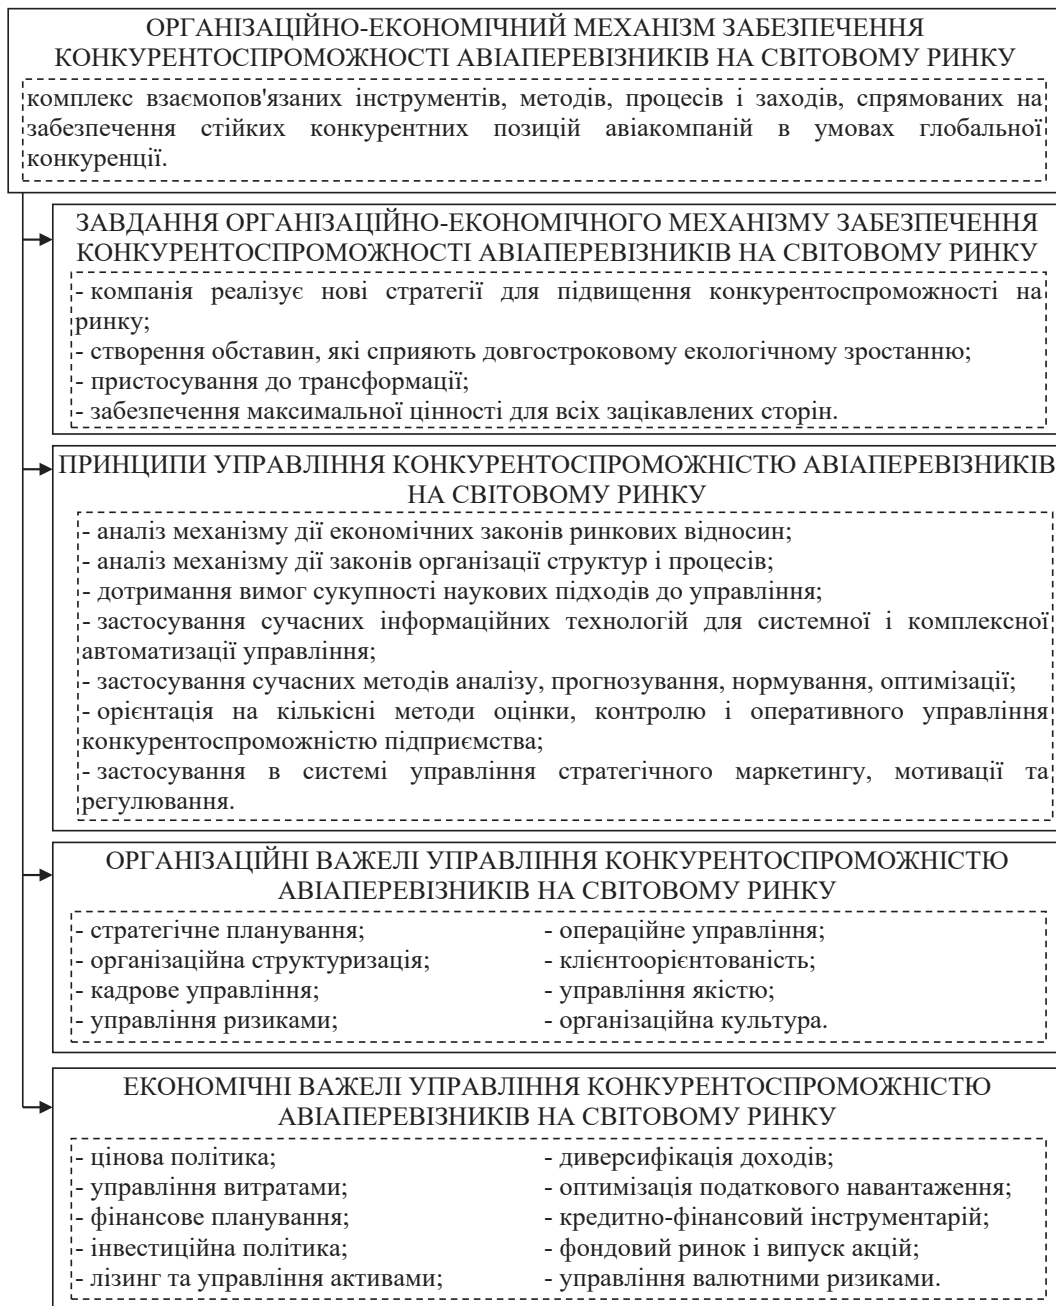 ОРГАНІЗАЦІЙНО-ЕКОНОМІЧНИЙ МЕХАНІЗМ ЗАБЕЗПЕЧЕННЯ
КОНКУРЕНТОСПРОМОЖНОСТІ АВІАПЕРЕВІЗНИКІВ НА СВІТОВОМУ РИНКУ
комплекс взаємопов'язаних інструментів, методів, процесів і заходів, спрямованих на
забезпечення стійких конкурентних позицій авіакомпаній в умовах глобальної
конкуренції.
ЗАВДАННЯ ОРГАНІЗАЦІЙНО-ЕКОНОМІЧНОГО МЕХАНІЗМУ ЗАБЕЗПЕЧЕННЯ
КОНКУРЕНТОСПРОМОЖНОСТІ АВІАПЕРЕВІЗНИКІВ НА СВІТОВОМУ РИНКУ
- компанія реалізує нові стратегії для підвищення конкурентоспроможності на
ринку;
- створення обставин, які сприяють довгостроковому екологічному зростанню;
- пристосування до трансформації;
- забезпечення максимальної цінності для всіх зацікавлених сторін.
ПРИНЦИПИ УПРАВЛІННЯ КОНКУРЕНТОСПРОМОЖНІСТЮ АВІАПЕРЕВІЗНИКІВ
НА СВІТОВОМУ РИНКУ
- аналіз механізму дії економічних законів ринкових відносин;
- аналіз механізму дії законів організації структур і процесів;
- дотримання вимог сукупності наукових підходів до управління;
- застосування сучасних інформаційних технологій для системної і комплексної
автоматизації управління;
- застосування сучасних методів аналізу, прогнозування, нормування, оптимізації;
- орієнтація на кількісні методи оцінки, контролю і оперативного управління
конкурентоспроможністю підприємства;
- застосування в системі управління стратегічного маркетингу, мотивації та
регулювання.
ОРГАНІЗАЦІЙНІ ВАЖЕЛІ УПРАВЛІННЯ КОНКУРЕНТОСПРОМОЖНІСТЮ
АВІАПЕРЕВІЗНИКІВ НА СВІТОВОМУ РИНКУ
- стратегічне планування;
- організаційна структуризація;
- кадрове управління;
- управління ризиками;
- операційне управління;
- клієнтоорієнтованість;
- управління якістю;
- організаційна культура.
ЕКОНОМІЧНІ ВАЖЕЛІ УПРАВЛІННЯ КОНКУРЕНТОСПРОМОЖНІСТЮ
АВІАПЕРЕВІЗНИКІВ НА СВІТОВОМУ РИНКУ
- цінова політика;
- управління витратами;
- фінансове планування;
- інвестиційна політика;
- лізинг та управління активами;
- диверсифікація доходів;
- оптимізація податкового навантаження;
- кредитно-фінансовий інструментарій;
- фондовий ринок і випуск акцій;
- управління валютними ризиками.